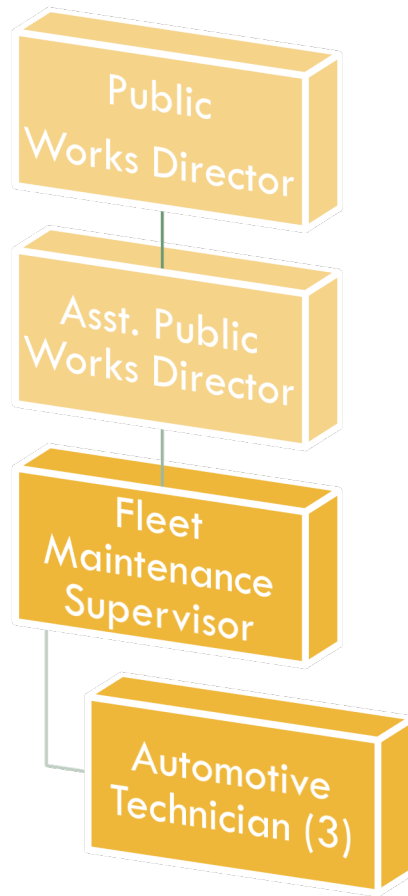 Public
Works Director
Asst. Public
Works Director
Fleet
Maintenance
Supervisor
Automotive
Technician (3)